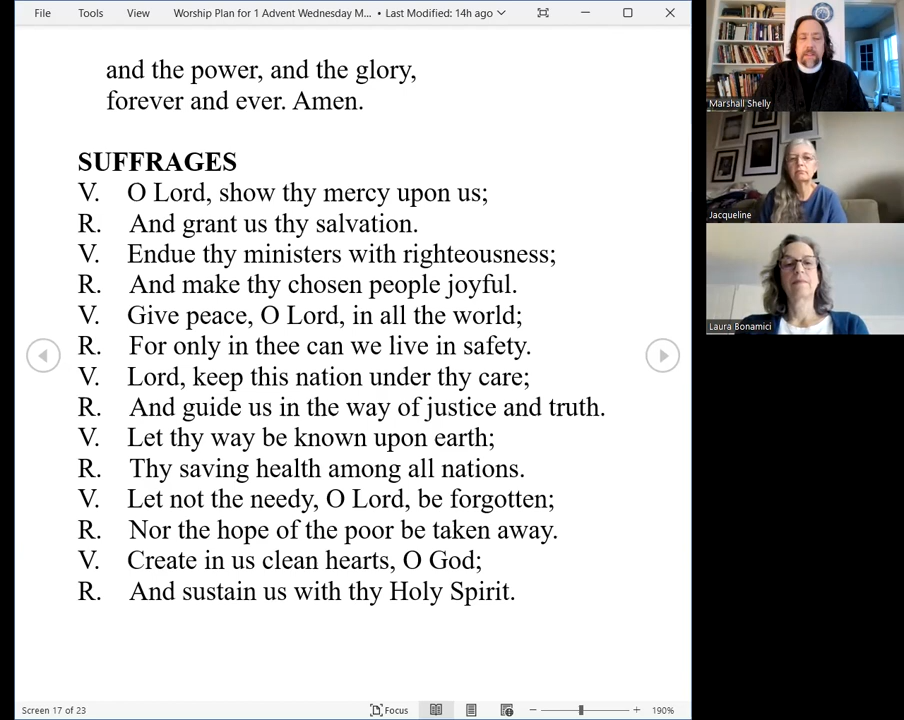 File Tools Worship Plan for 1 Advent Wednesday M... • Last Modified: 14h ago
and the power, and the glory,
forever and ever. Amen.
SUFFRAGES
V. O Lord, show thy mercy upon us;
R. And grant us thy salvation.
V. Endue thy ministers with righteousness;
R. And make thy chosen people joyful.
V. Give peace, O Lord, in all the world;
R. For only in thee can we live in safety.
V. Lord, keep this nation under thy care;
R. And guide us in the way of justice and truth.
V. Let thy way be known upon earth;
R. Thy saving health among all nations.
V. Let not the needy, O Lord, be forgotten;
R. Nor the hope of the poor be taken away.
V. Create in us clean hearts, O God;
R. And sustain us with thy Holy Spirit.
Screen 17 of 23 Focus 190%
Marshall Shelly
Jacqueline
Laura Bonamici